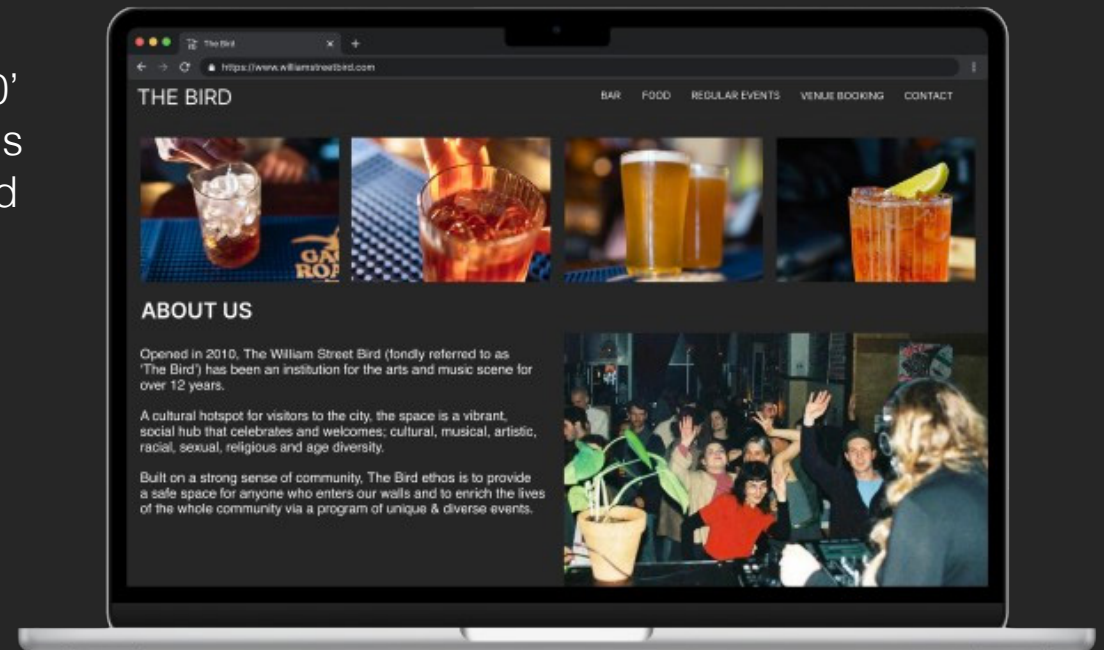 0’
s
d
The Bird
https://www.williamstreetbird.com
THE BIRD
BAR FOOD REGULAR EVENTS VENUE BOOKING CONTACT
ABOUT US
Opened in 2010, The William Street Bird (fondly referred to as
'The Bird') has been an institution for the arts and music scene for
over 12 years.
A cultural hotspot for visitors to the city, the space is a vibrant,
social hub that celebrates and welcomes; cultural, musical, artistic,
racial, sexual, religious and age diversity.
Built on a strong sense of community, The Bird ethos is to provide
a safe space for anyone who enters our walls and to enrich the lives
of the whole community via a program of unique & diverse events.